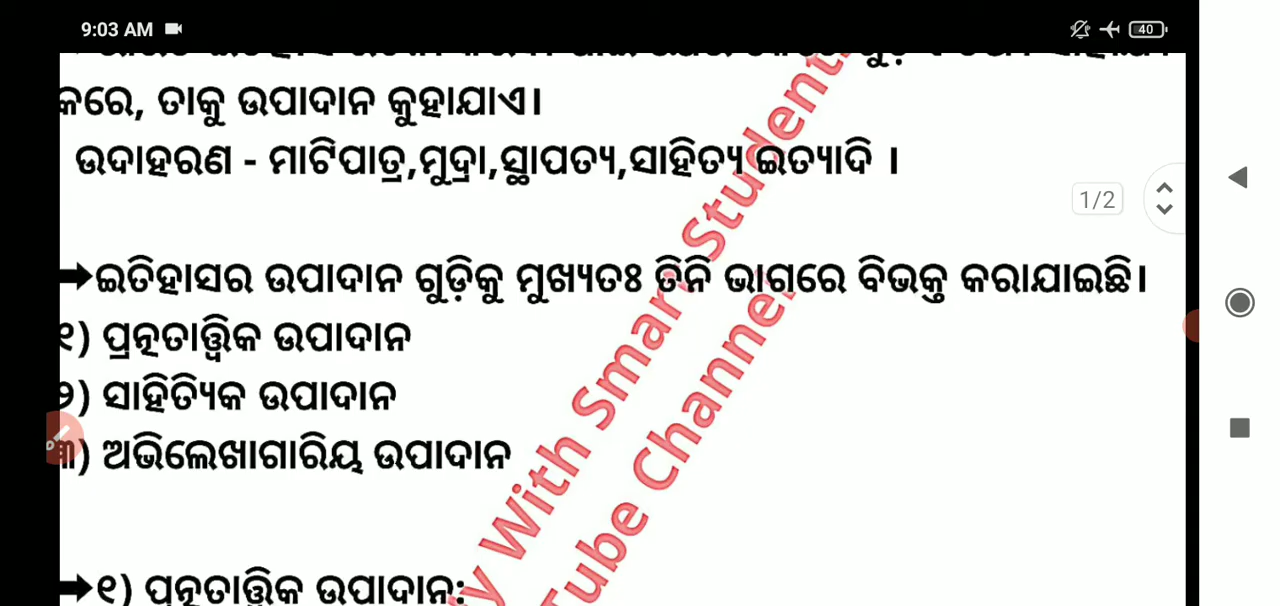 9:03 AM
40
କରେ, ତାକୁ ଉପାଦାନ କୁହାଯାଏ।
ଉଦାହରଣ - ମାଟିପାତ୍ର,ମୁଦ୍ରା,ସ୍ଥାପତ୍ୟ,ସାହିତ୍ୟ ଇତ୍ୟାଦି ।
1/2
➡ଇତିହାସର ଉପାଦାନ ଗୁଡ଼ିକୁ ମୁଖ୍ୟତଃ ତିନି ଭାଗରେ ବିଭକ୍ତ କରାଯାଇଛି।
୧) ପ୍ରତ୍ନତାତ୍ତ୍ଵିକ ଉପାଦାନ
୨) ସାହିତ୍ୟିକ ଉପାଦାନ
୩) ଅଭିଲେଖାଗାରିୟ ଉପାଦାନ
➡୧) ପ୍ରତ୍ନତାତ୍ତ୍ଵିକ ଉପାଦାନ:
With Smart Student
Tube Channel